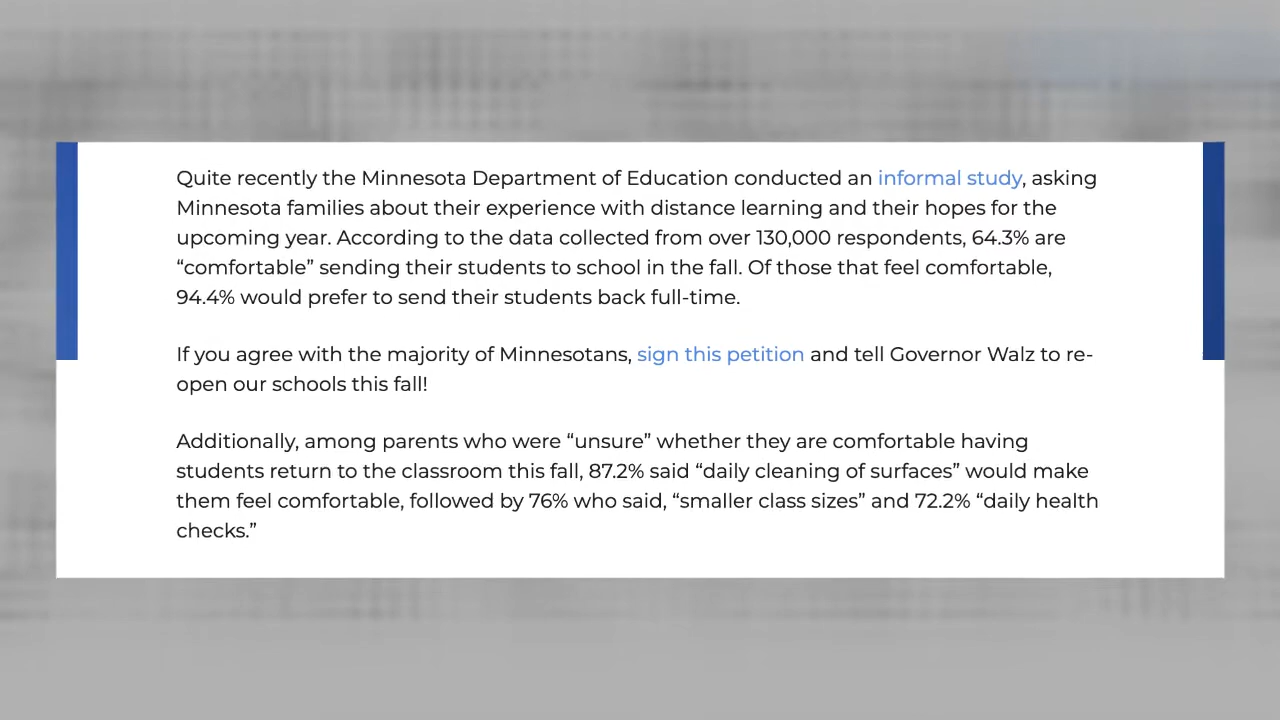 Quite recently the Minnesota Department of Education conducted an informal study, asking
Minnesota families about their experience with distance learning and their hopes for the
upcoming year. According to the data collected from over 130,000 respondents, 64.3% are
“comfortable” sending their students to school in the fall. Of those that feel comfortable,
94.4% would prefer to send their students back full-time.
If you agree with the majority of Minnesotans, sign this petition and tell Governor Walz to re-
open our schools this fall!
Additionally, among parents who were “unsure” whether they are comfortable having
students return to the classroom this fall, 87.2% said “daily cleaning of surfaces” would make
them feel comfortable, followed by 76% who said, “smaller class sizes” and 72.2% “daily health
checks.”